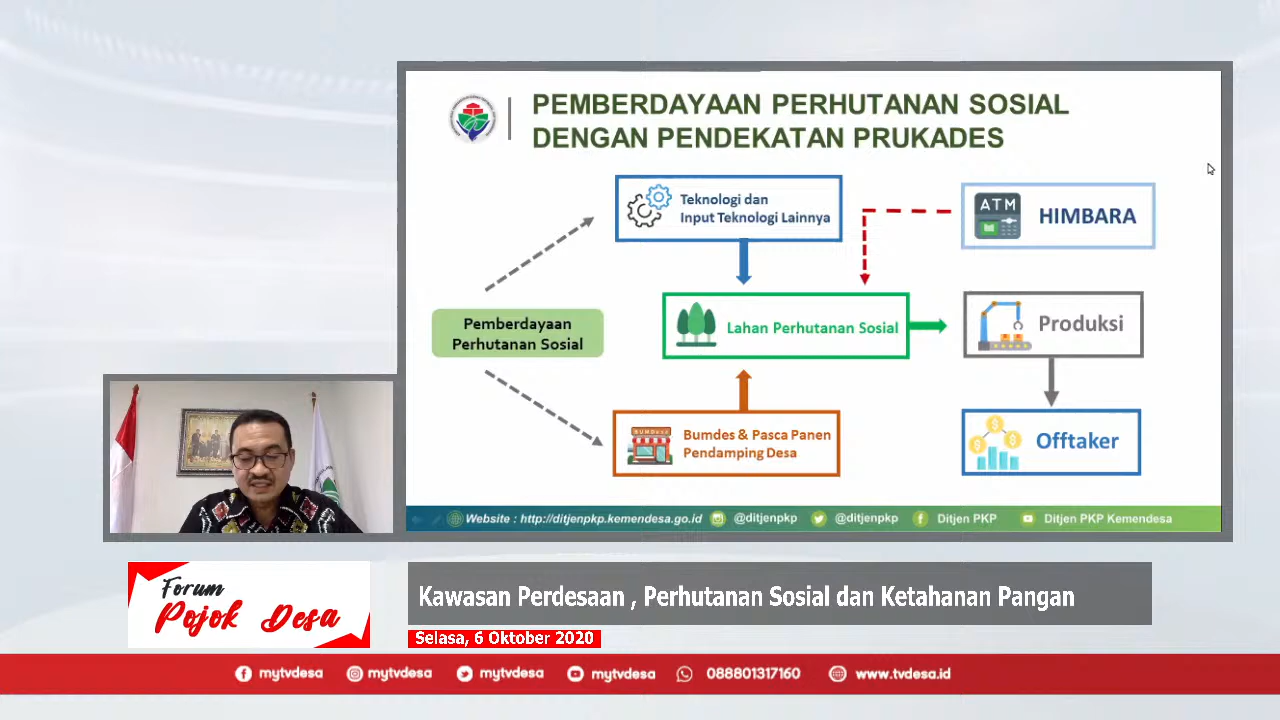 PEMBERDAYAAN PERHUTANAN SOSIAL
DENGAN PENDEKATAN PRUKADES
Teknologi dan
Input Teknologi Lainnya
ATM
HIMBARA
Pemberdayaan
Perhutanan Sosial
Lahan Perhutanan Sosial
Produksi
BUMDesa
Bumdes & Pasca Panen
Pendamping Desa
Offtaker
Website : http://ditjenpkp.kemendesa.go.id
@ditjenpkp
@ditjenpkp
Ditjen PKP
Ditjen PKP Kemendesa
Forum
Pojok Desa
Kawasan Perdesaan , Perhutanan Sosial dan Ketahanan Pangan
Selasa, 6 Oktober 2020
mytvdesa
mytvdesa
mytvdesa
mytvdesa
088801317160
www.tvdesa.id